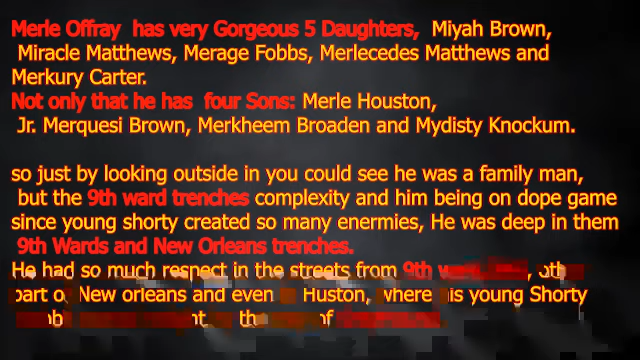 Merle Offray has very Gorgeous 5 Daughters, Miyah Brown,
Miracle Matthews, Merage Fobbs, Merlecedes Matthews and
Merkury Carter.
Not only that he has four Sons: Merle Houston,
Jr. Merquesi Brown, Merkheem Broaden and Mydisty Knockum.
so just by looking outside in you could see he was a family man,
but the 9th ward trenches complexity and him being on dope game
since young shorty created so many enermies, He was deep in them
9th Wards and New Orleans trenches.
He had so much respect in the streets from 9th
New orleans and even Huston, where his young Shorty